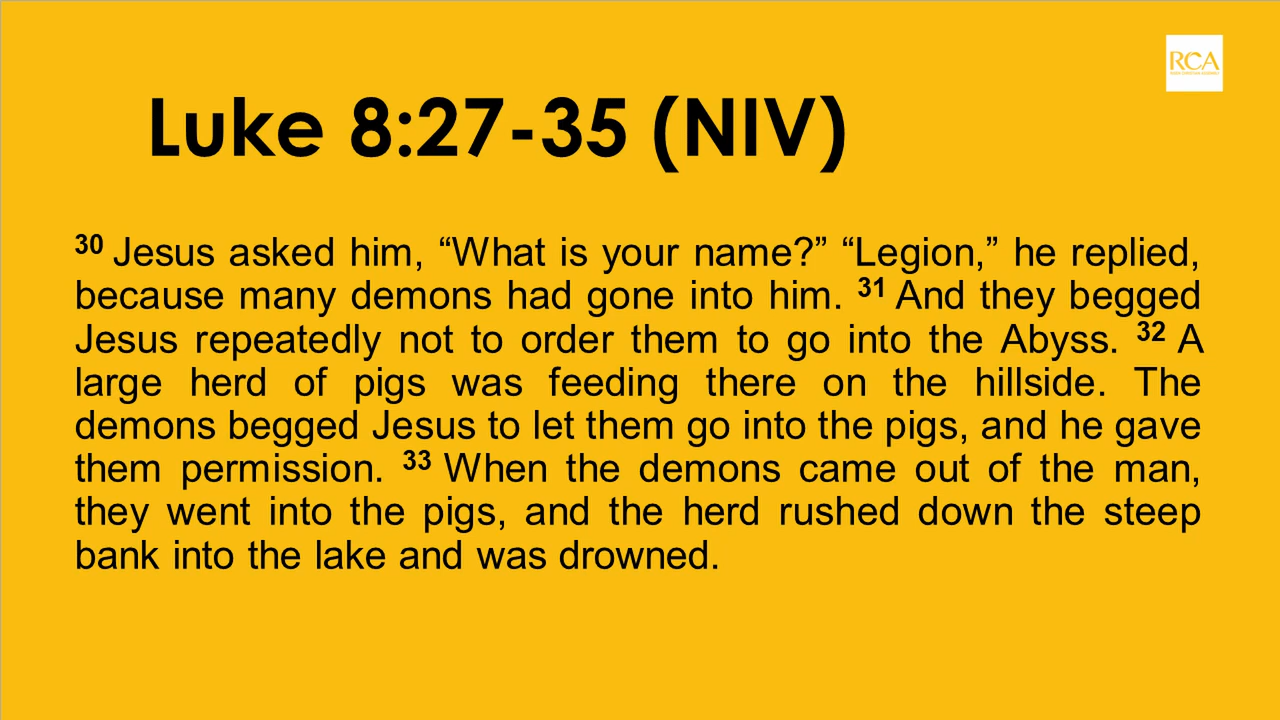 RCA
Luke 8:27-35 (NIV)
30 Jesus asked him, “What is your name?” “Legion,” he replied,
because many demons had gone into him. 31 And they begged
Jesus repeatedly not to order them to go into the Abyss. 32 A
large herd of pigs was feeding there on the hillside. The
demons begged Jesus to let them go into the pigs, and he gave
them permission. 33 When the demons came out of the man,
they went into the pigs, and the herd rushed down the steep
bank into the lake and was drowned.